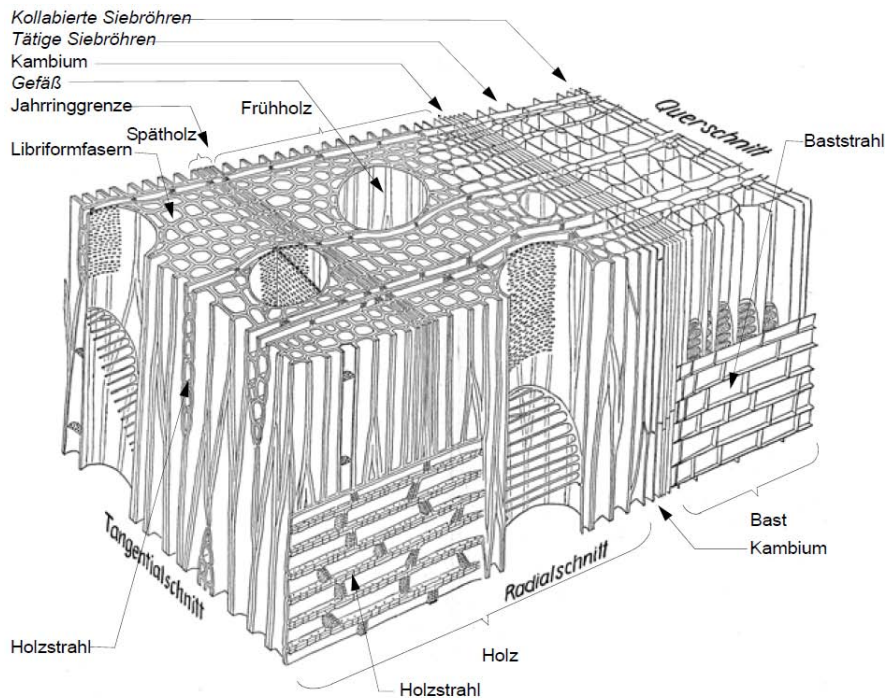 Kollabierte Siebröhren
Tätige Siebröhren
Kambium
Gefäß
Jahrringgrenze
Frühholz
Spätholz
Libriformfasern
Querschnitt
Baststrahl
Tangentialschnitt
Radialschnitt
Bast
Kambium
Holzstrahl
Holz
Holzstrahl